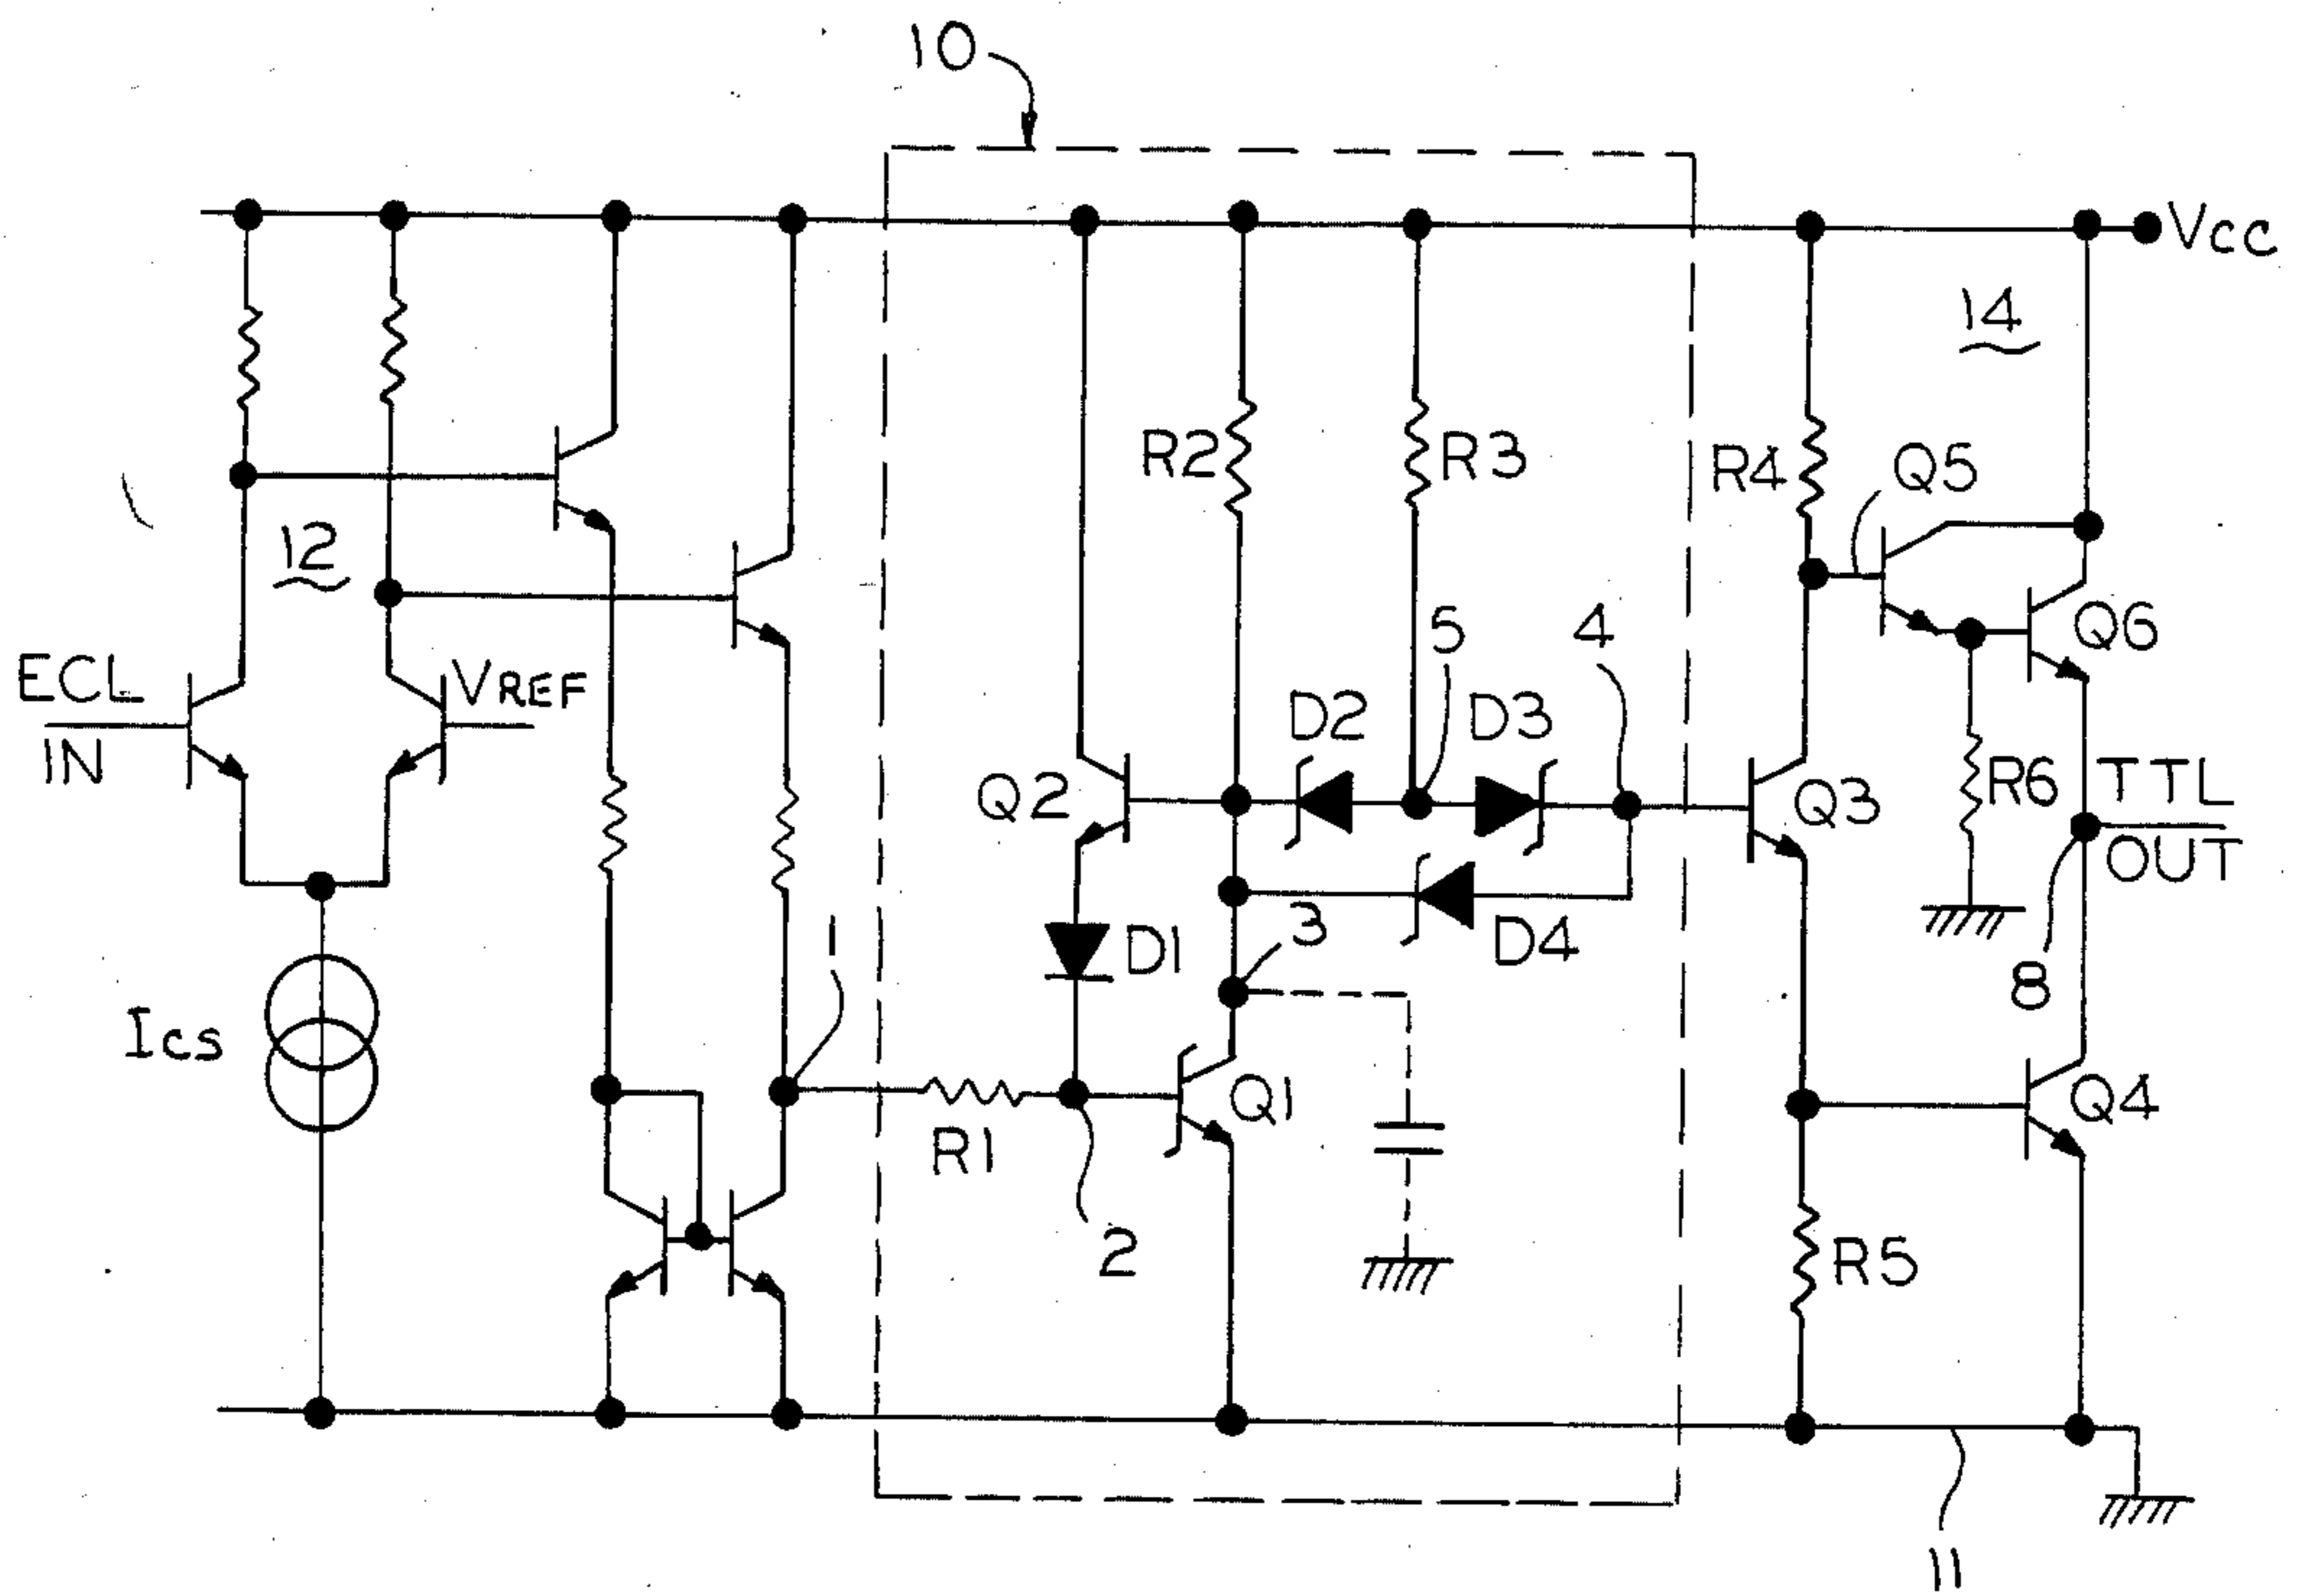 10
VCC
14
R2
R3
R4
Q5
12
ECL
IN
VREF
5
4
Q6
D2
D3
Q2
Q3
R6
TTL
OUT
D1
3
D4
1
8
ICS
Q1
Q4
R1
2
R5
11